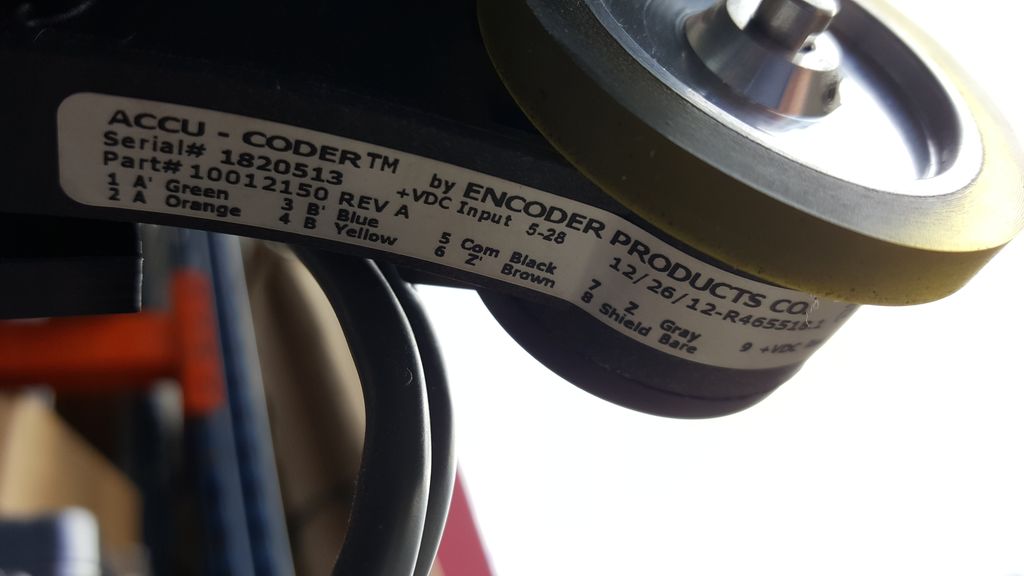 ACCU - CODER™ by ENCODER PRODUCTS CO.
Serial# 1820513 +VDC Input 5-28 12/26/12-R465518.1
Part# 10012150 REV A
1 A' Green 3 B' Blue 5 Com Black 7 Z Gray 9 +VDC
2 A Orange 4 B Yellow 6 Z' Brown 8 Shield Bare